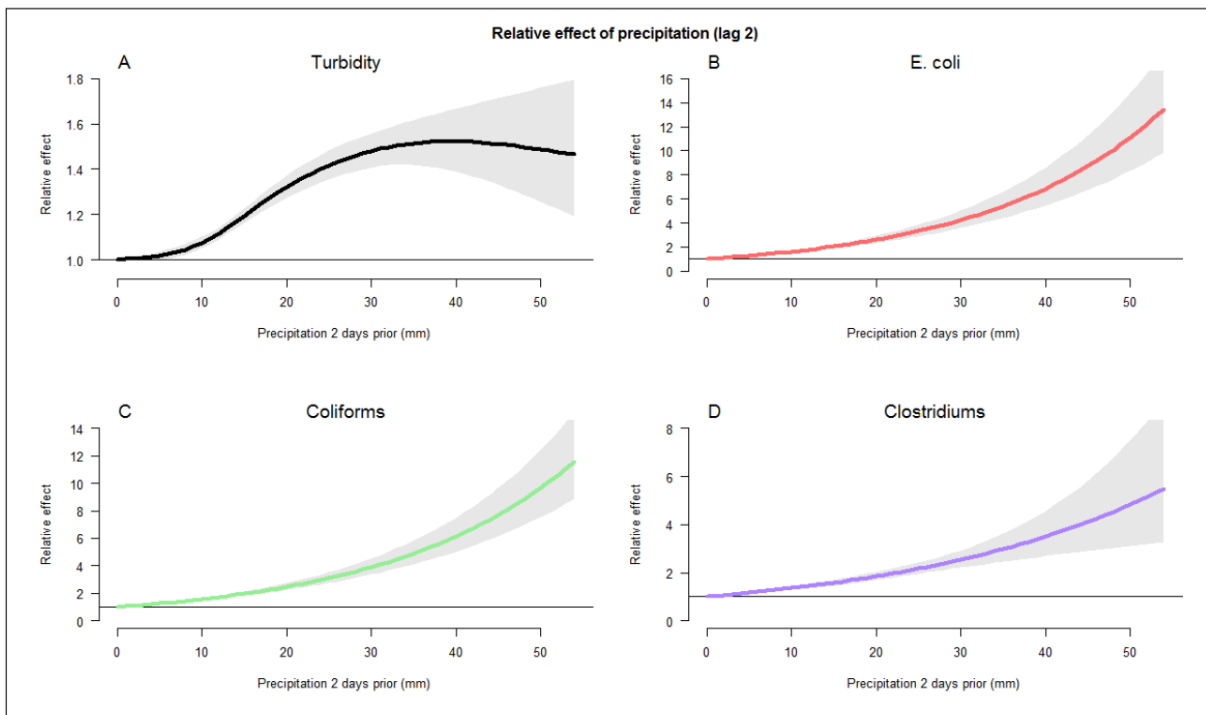 Relative effect of precipitation (lag 2)
A Turbidity
1.8
1.6
1.4
1.2
1.0
Relative effect
0 10 20 30 40 50
Precipitation 2 days prior (mm)
B E. coli
16
14
12
10
8
6
4
2
0
Relative effect
0 10 20 30 40 50
Precipitation 2 days prior (mm)
C Coliforms
14
12
10
8
6
4
2
0
Relative effect
0 10 20 30 40 50
Precipitation 2 days prior (mm)
D Clostridiums
8
6
4
2
0
Relative effect
0 10 20 30 40 50
Precipitation 2 days prior (mm)